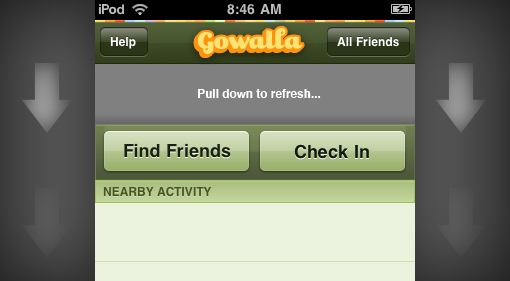 iPod 8:46 AM
Help Gowalla All Friends
Pull down to refresh...
Find Friends Check In
NEARBY ACTIVITY